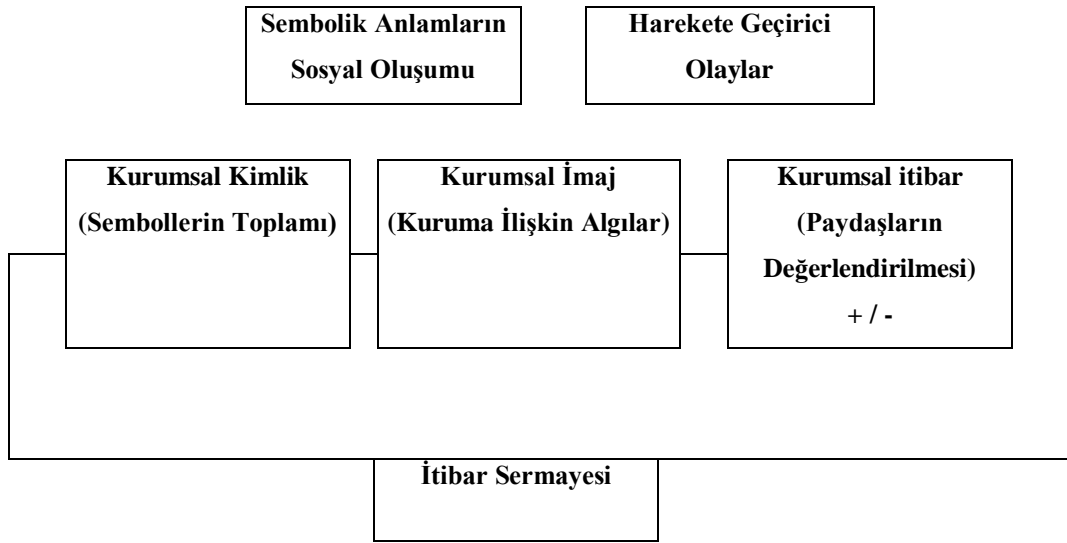 Sembolik Anlamların
Sosyal Oluşumu
Harekete Geçirici
Olaylar
Kurumsal Kimlik
(Sembollerin Toplamı)
Kurumsal İmaj
(Kuruma İlişkin Algılar)
Kurumsal itibar
(Paydaşların
Değerlendirilmesi)
+ / -
İtibar Sermayesi